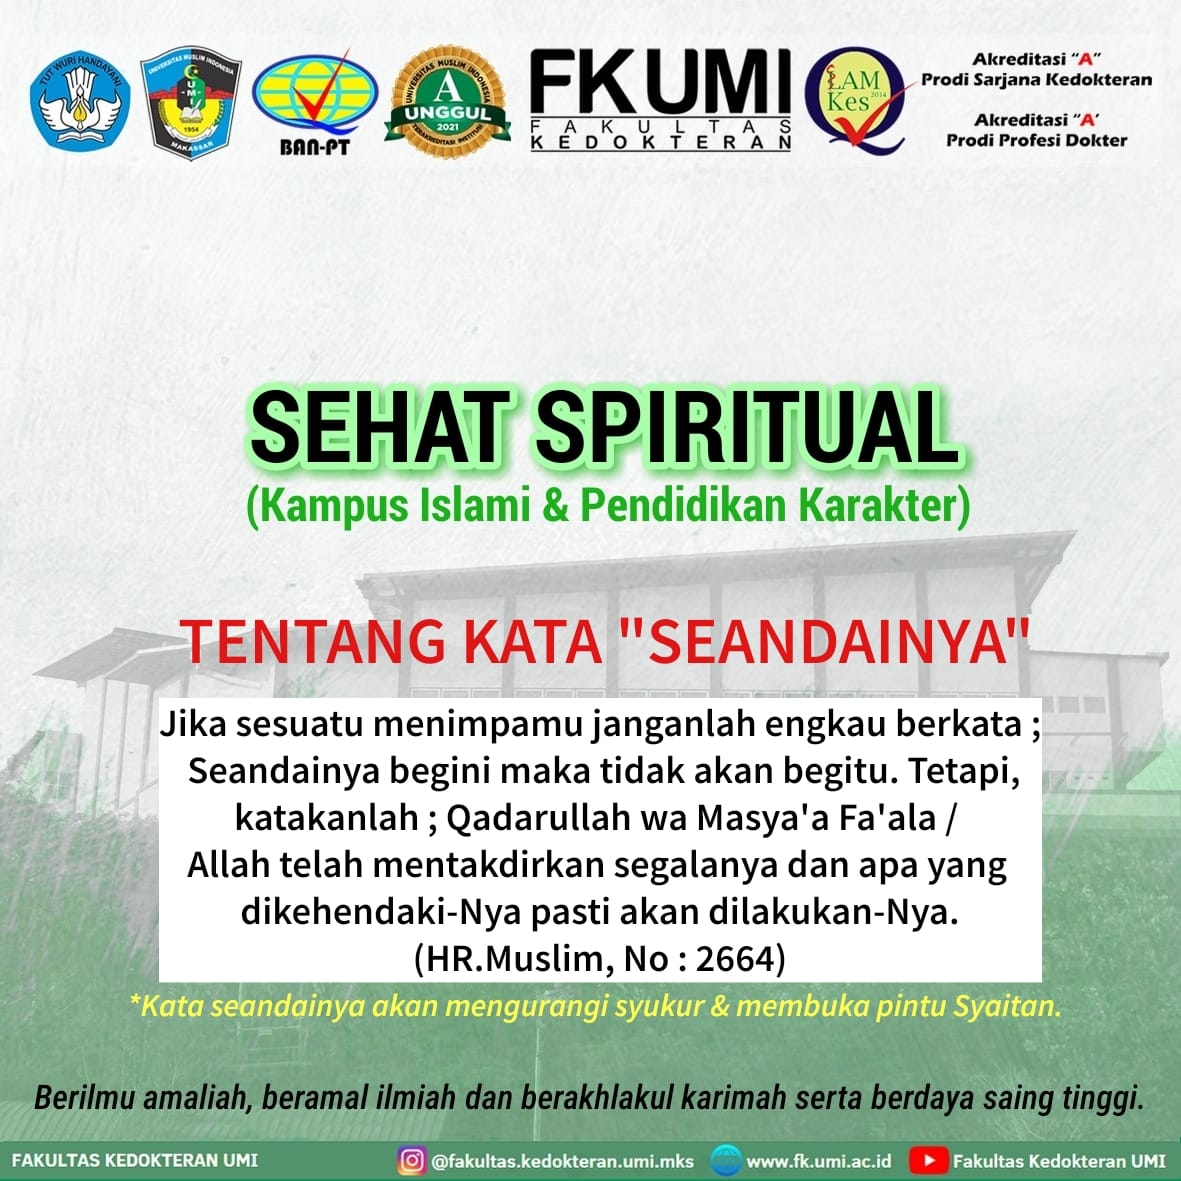 TUT WURI HANDAYANI
UNIVERSITAS MUSLIM INDONESIA
U-M-I
1954
MAKASSAR
BAN-PT
UNIVERSITAS MUSLIM INDONESIA
A
UNGGUL
2021
TERAKREDITASI INSTITUSI
FKUMI
FAKULTAS
KEDOKTERAN
LAM
Kes
2014
Akreditasi “A”
Prodi Sarjana Kedokteran
Akreditasi “A’
Prodi Profesi Dokter
SEHAT SPIRITUAL
(Kampus Islami & Pendidikan Karakter)
TENTANG KATA "SEANDAINYA"
Jika sesuatu menimpamu janganlah engkau berkata ;
Seandainya begini maka tidak akan begitu. Tetapi,
katakanlah ; Qadarullah wa Masya'a Fa'ala /
Allah telah mentakdirkan segalanya dan apa yang
dikehendaki-Nya pasti akan dilakukan-Nya.
(HR.Muslim, No : 2664)
*Kata seandainya akan mengurangi syukur & membuka pintu Syaitan.
Berilmu amaliah, beramal ilmiah dan berakhlakul karimah serta berdaya saing tinggi.
FAKULTAS KEDOKTERAN UMI @fakultas.kedokteran.umi.mks www.fk.umi.ac.id Fakultas Kedokteran UMI